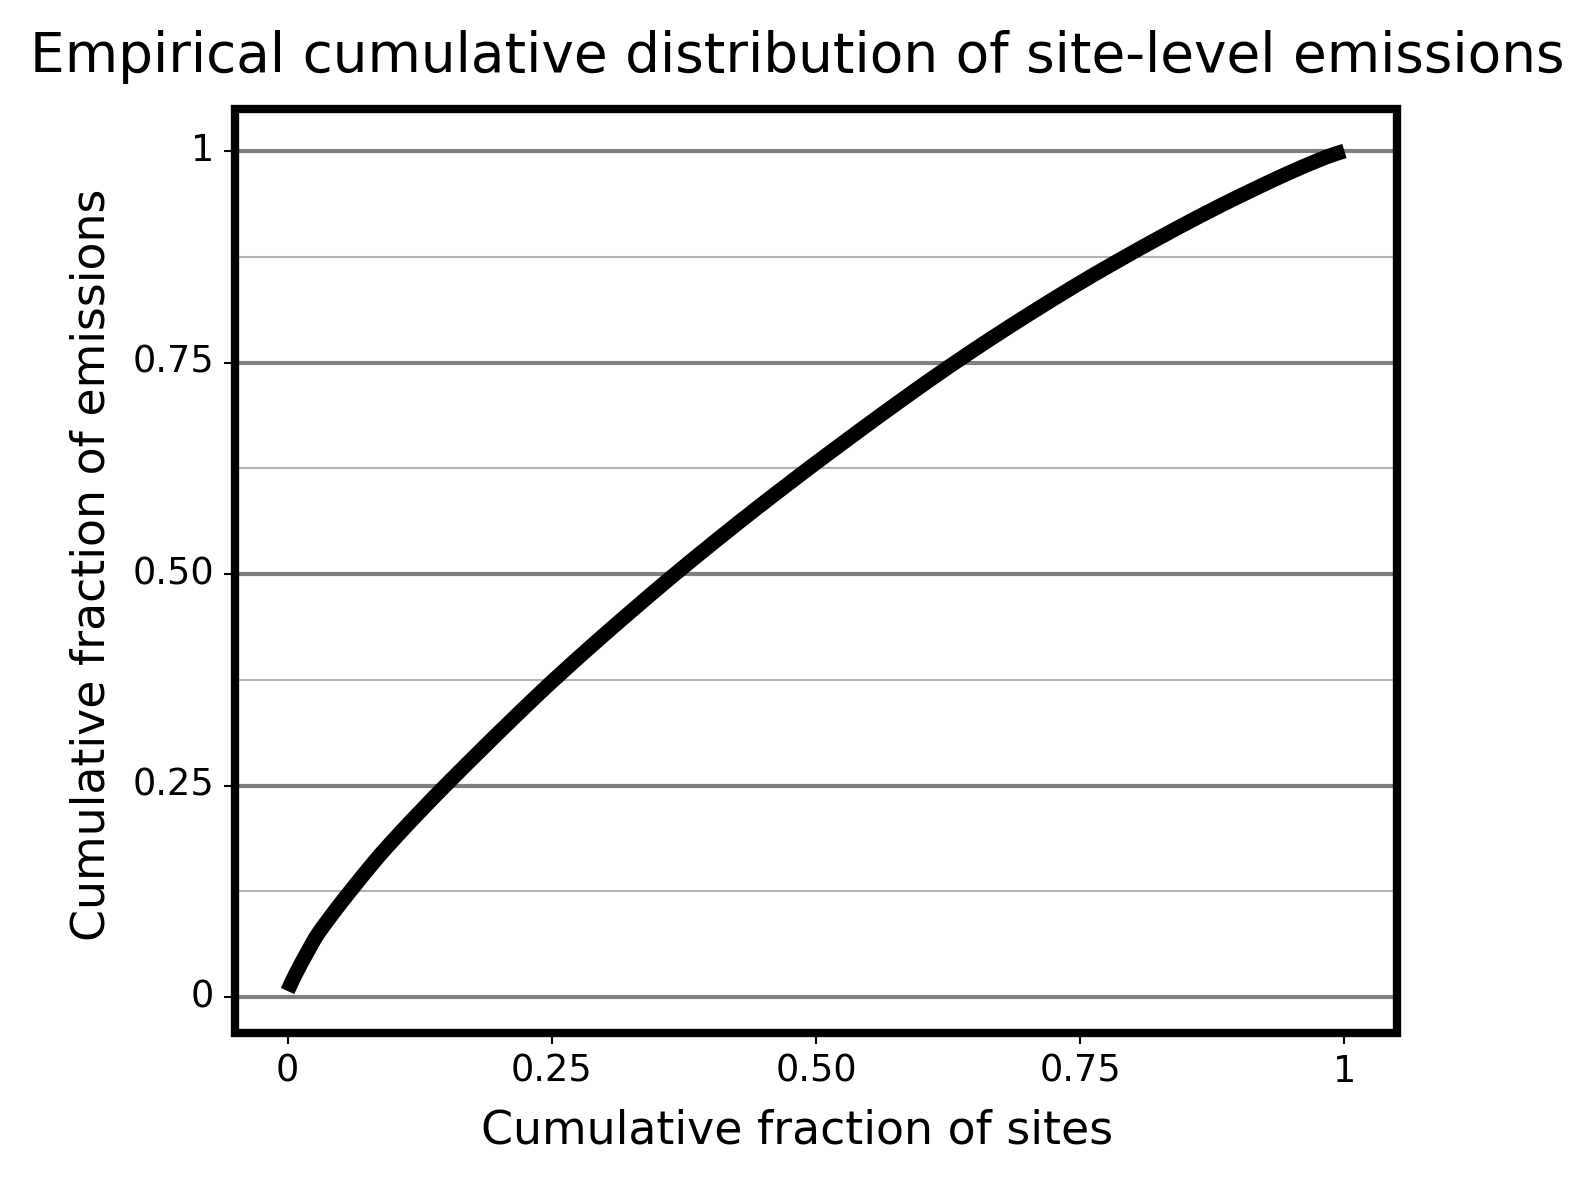 Empirical cumulative distribution of site-level emissions
Cumulative fraction of emissions
1
0.75
0.50
0.25
0
0 0.25 0.50 0.75 1
Cumulative fraction of sites